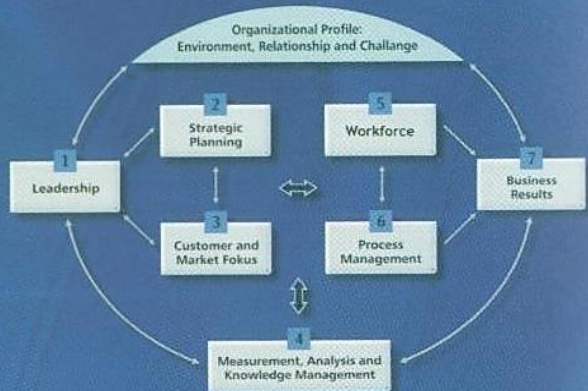 Organizational Profile:
Environment, Relationship and Challange
2
Strategic
Planning
5
Workforce
1
Leadership
7
Business
Results
3
Customer and
Market Fokus
6
Process
Management
4
Measurement, Analysis and
Knowledge Management